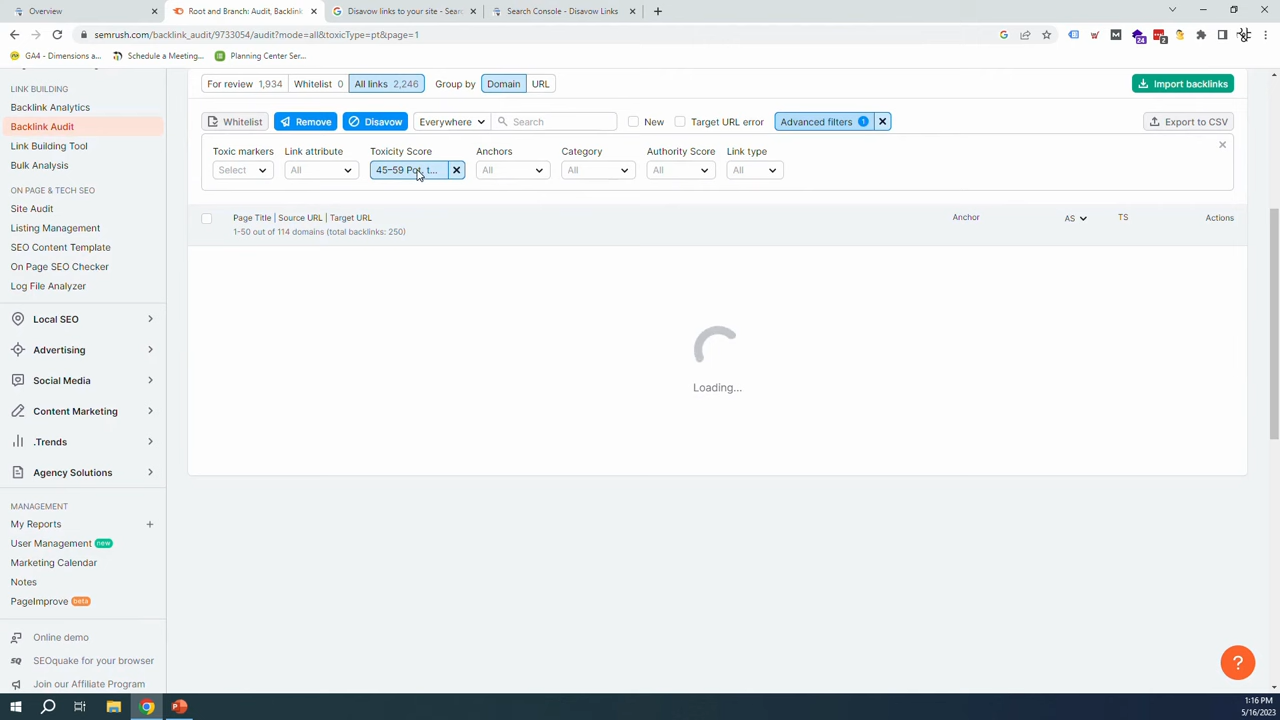 Overview
Root and Branch: Audit, Backlink
Disavow links to your site - Sear
Search Console - Disavow Links
semrush.com/backlink_audit/9733054/audit?mode=all&toxicType=pt&page=1
24
2
GA4 - Dimensions a...
Schedule a Meeting...
Planning Center Ser...
LINK BUILDING
Backlink Analytics
Backlink Audit
Link Building Tool
Bulk Analysis
ON PAGE & TECH SEO
Site Audit
Listing Management
SEO Content Template
On Page SEO Checker
Log File Analyzer
Local SEO
Advertising
Social Media
Content Marketing
.Trends
Agency Solutions
MANAGEMENT
My Reports
User Management new
Marketing Calendar
Notes
PageImprove beta
Online demo
SQ SEOquake for your browser
Join our Affiliate Program
For review 1,934 Whitelist 0 All links 2,246 Group by Domain URL
Import backlinks
Whitelist Remove Disavow Everywhere Search New Target URL error Advanced filters 1 Export to CSV
Toxic markers Link attribute Toxicity Score Anchors Category Authority Score Link type
Select All 45–59 Pot. t... All All All All
Page Title | Source URL | Target URL Anchor AS TS Actions
1-50 out of 114 domains (total backlinks: 250)
Loading...
?
1:16 PM
5/16/2023